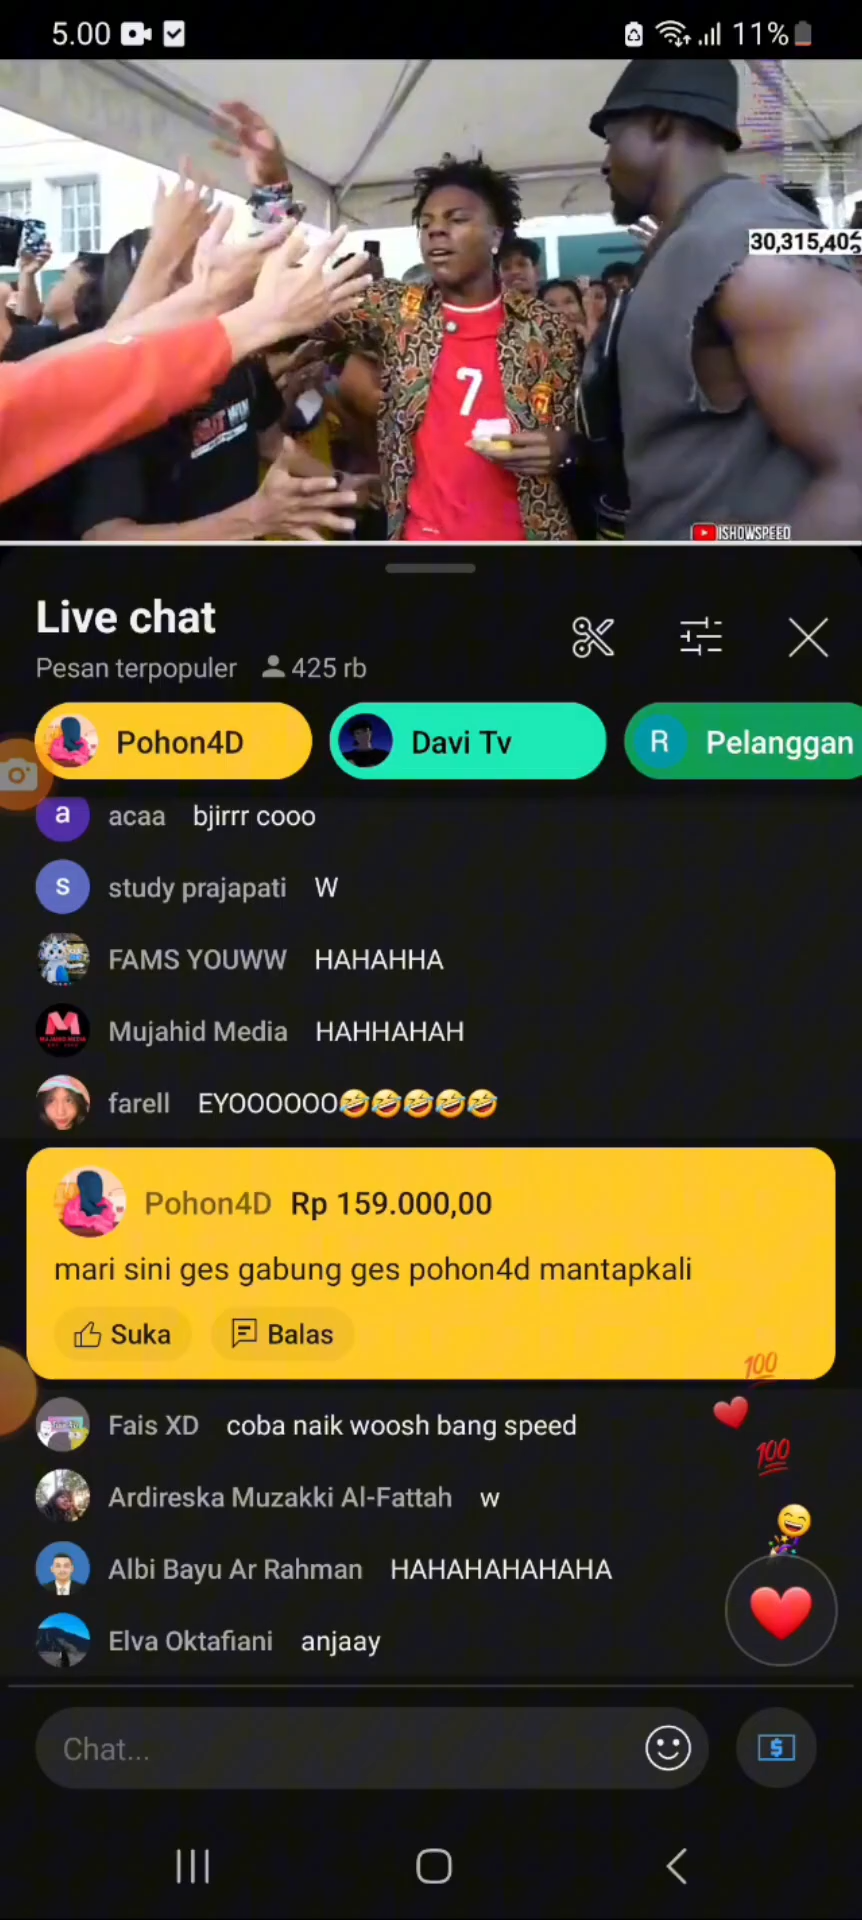 5.00
11%
30,315,40
7
ISHOWSPEED
Live chat
Pesan terpopuler 425 rb
Pohon4D
Davi Tv
R Pelanggan
a acaa bjirrr cooo
s study prajapati W
FAMS YOUWW HAHAHHA
M Mujahid Media HAHHAHAH
farell EYOOOOOO🤣🤣🤣🤣🤣
Pohon4D Rp 159.000,00
mari sini ges gabung ges pohon4d mantapkali
Suka Balas
100
Fais XD coba naik woosh bang speed
100
Ardireska Muzakki Al-Fattah w
Albi Bayu Ar Rahman HAHAHAHAHAHA
Elva Oktafiani anjaay
Chat...
$